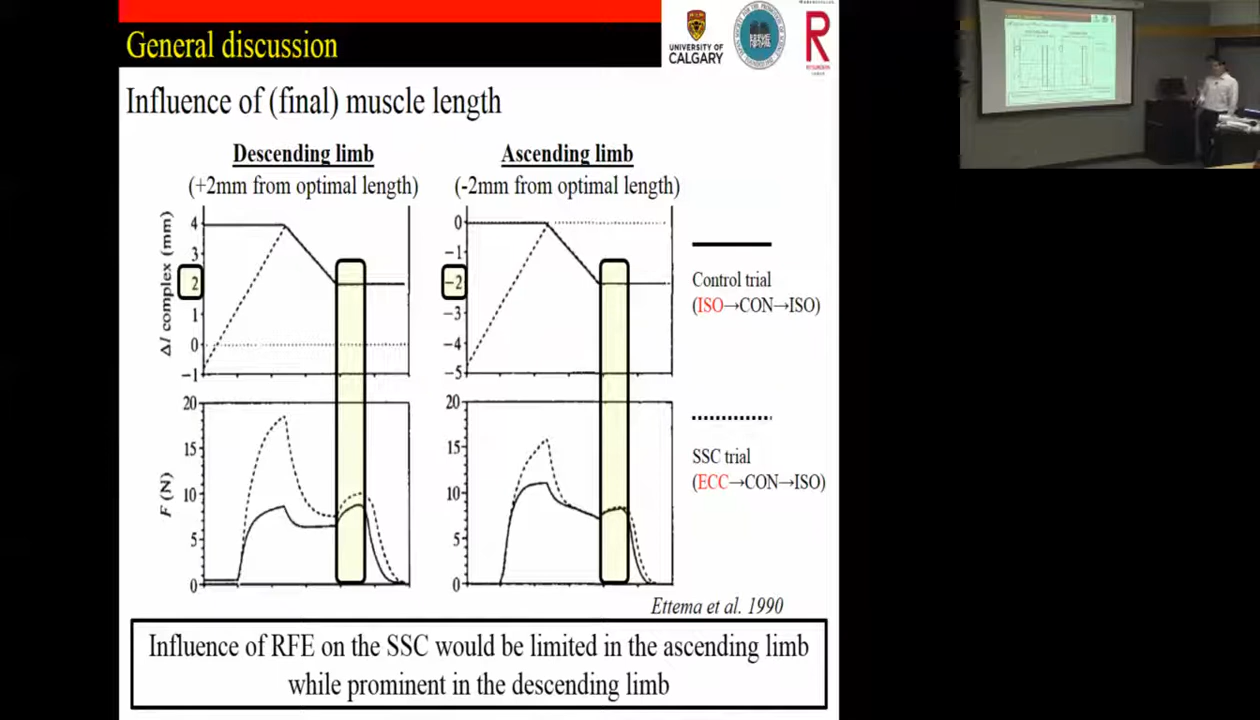 General discussion
UNIVERSITY OF
CALGARY
R
Influence of (final) muscle length
Descending limb
(+2mm from optimal length)
Ascending limb
(-2mm from optimal length)
Δl complex (mm)
4
3
2
1
0
−1
0
−1
−2
−3
−4
−5
Control trial
(ISO→CON→ISO)
F (N)
20
15
10
5
0
20
15
10
5
0
SSC trial
(ECC→CON→ISO)
Ettema et al. 1990
Influence of RFE on the SSC would be limited in the ascending limb
while prominent in the descending limb